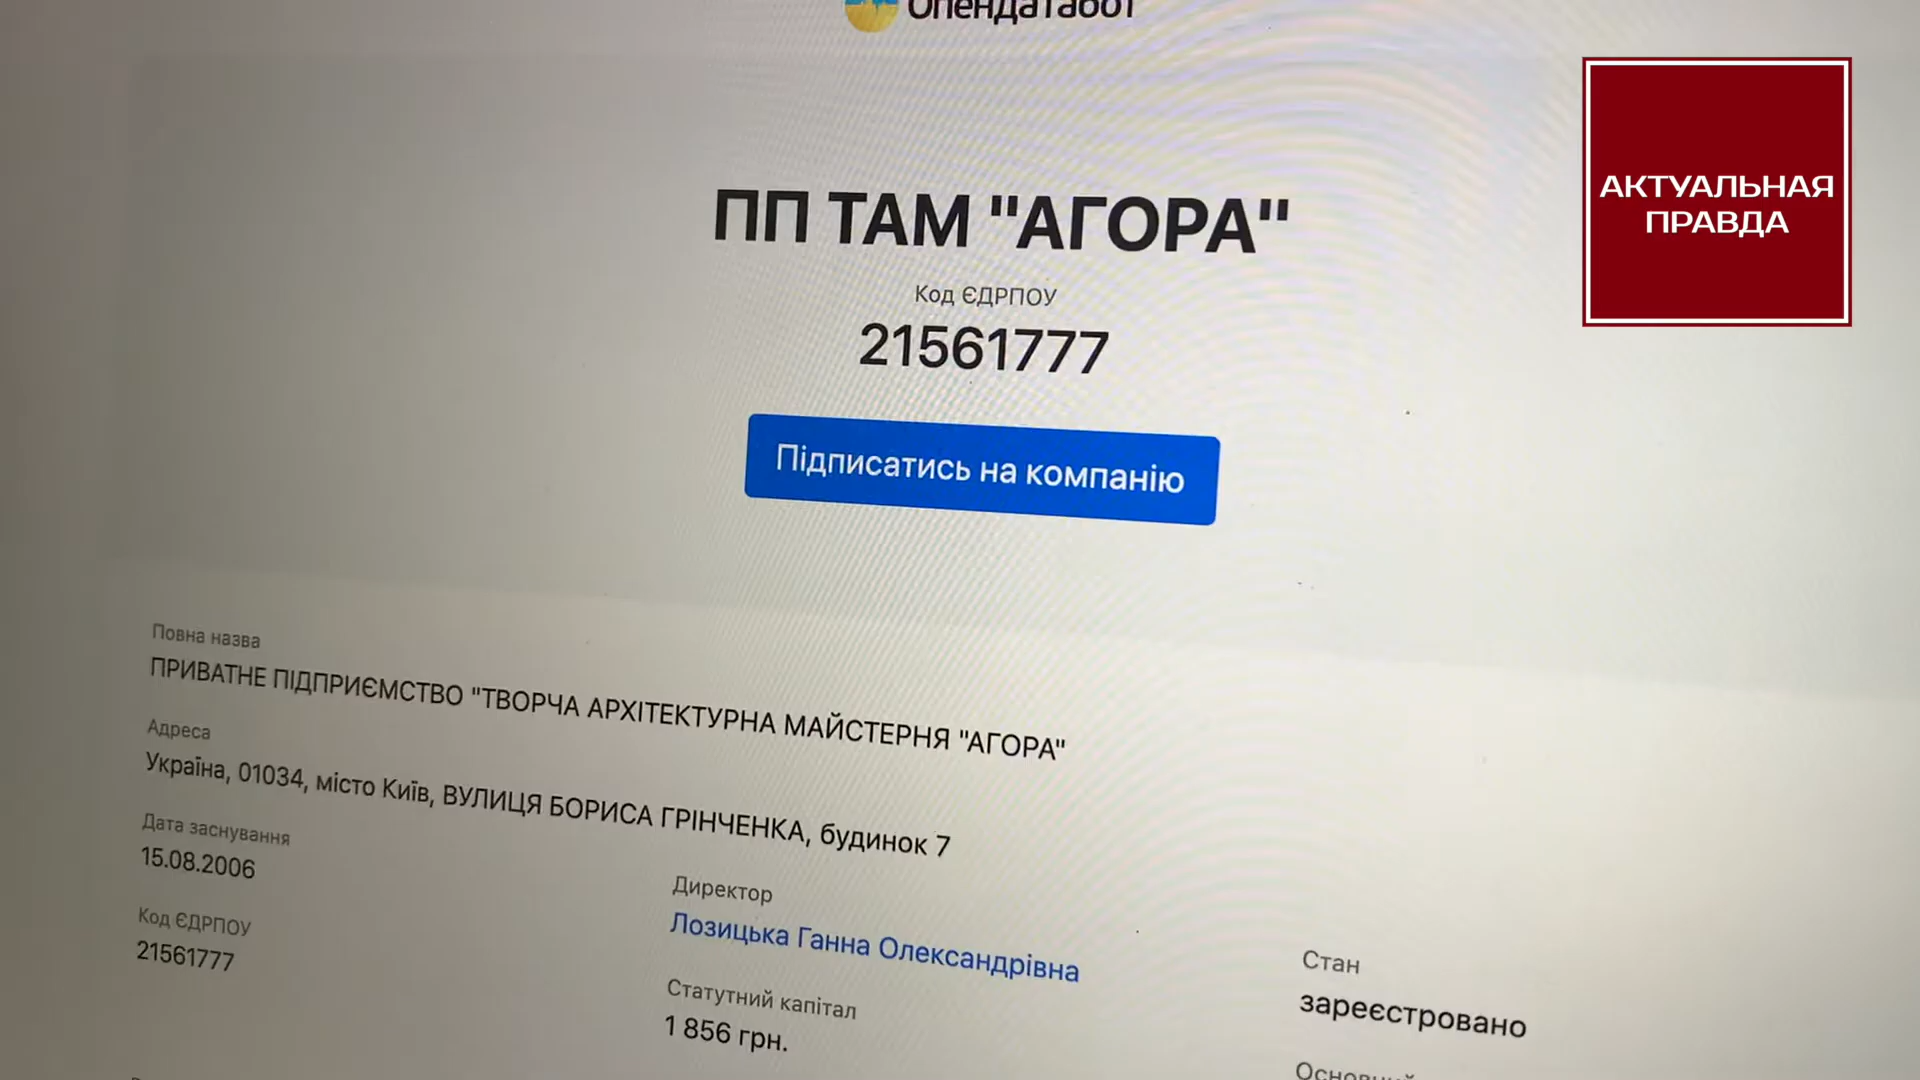 Опендатабот
АКТУАЛЬНАЯ
ПРАВДА
ПП ТАМ "АГОРА"
Код ЄДРПОУ
21561777
Підписатись на компанію
Повна назва
ПРИВАТНЕ ПІДПРИЄМСТВО "ТВОРЧА АРХІТЕКТУРНА МАЙСТЕРНЯ "АГОРА"
Адреса
Україна, 01034, місто Київ, ВУЛИЦЯ БОРИСА ГРІНЧЕНКА, будинок 7
Дата заснування
15.08.2006
Директор
Лозицька Ганна Олександрівна
Стан
зареєстровано
Код ЄДРПОУ
21561777
Статутний капітал
1 856 грн.